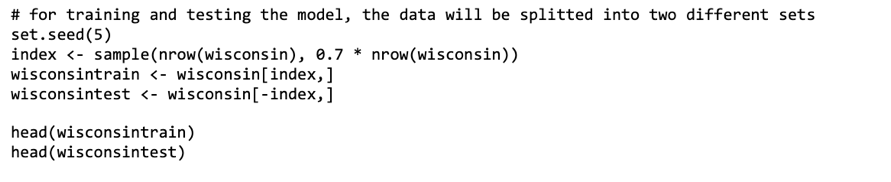 # for training and testing the model, the data will be splitted into two different sets
set.seed(5)
index <- sample(nrow(wisconsin), 0.7 * nrow(wisconsin))
wisconsintrain <- wisconsin[index,]
wisconsintest <- wisconsin[-index,]
head(wisconsintrain)
head(wisconsintest)